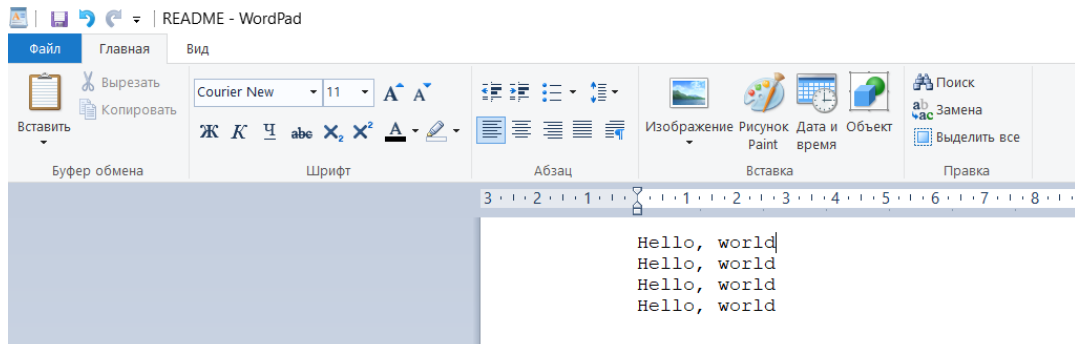 README - WordPad
Файл Главная Вид
Вставить
Вырезать
Копировать
Буфер обмена
Courier New 11 A A
Ж К Ч abc X₂ X² A
Шрифт
Абзац
Изображение
Рисунок Paint
Дата и время
Объект
Вставка
Поиск
Замена
Выделить все
Правка
3 2 1 1 2 3 4 5 6 7 8
Hello, world
Hello, world
Hello, world
Hello, world